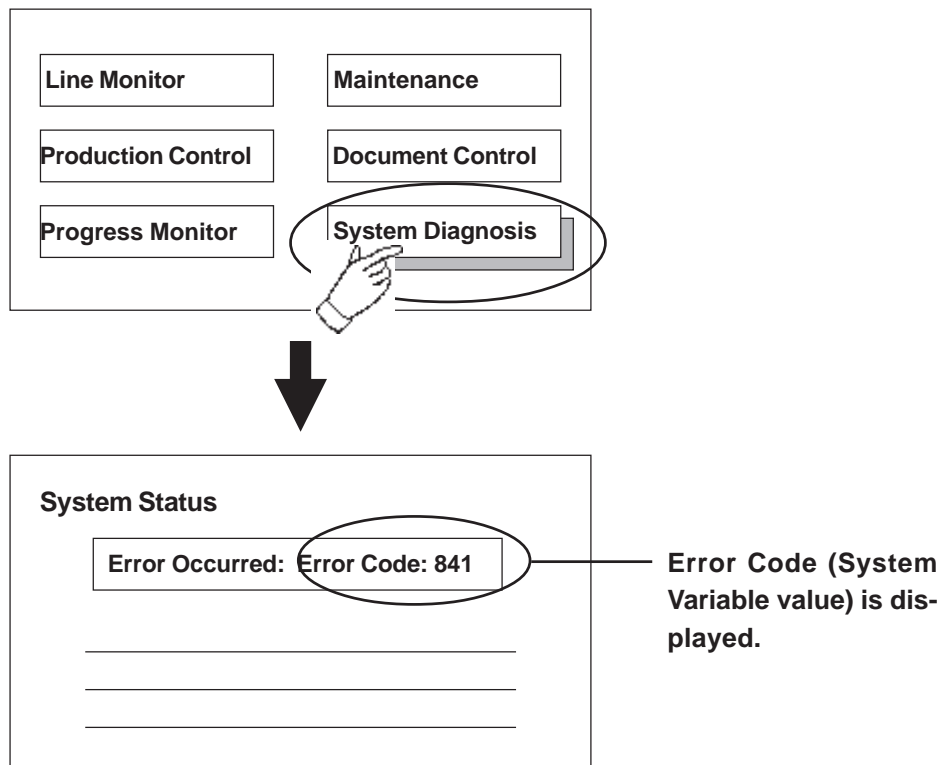 Line Monitor
Maintenance
Production Control
Document Control
Progress Monitor
System Diagnosis
System Status
Error Occurred: Error Code: 841
Error Code (System
Variable value) is dis-
played.